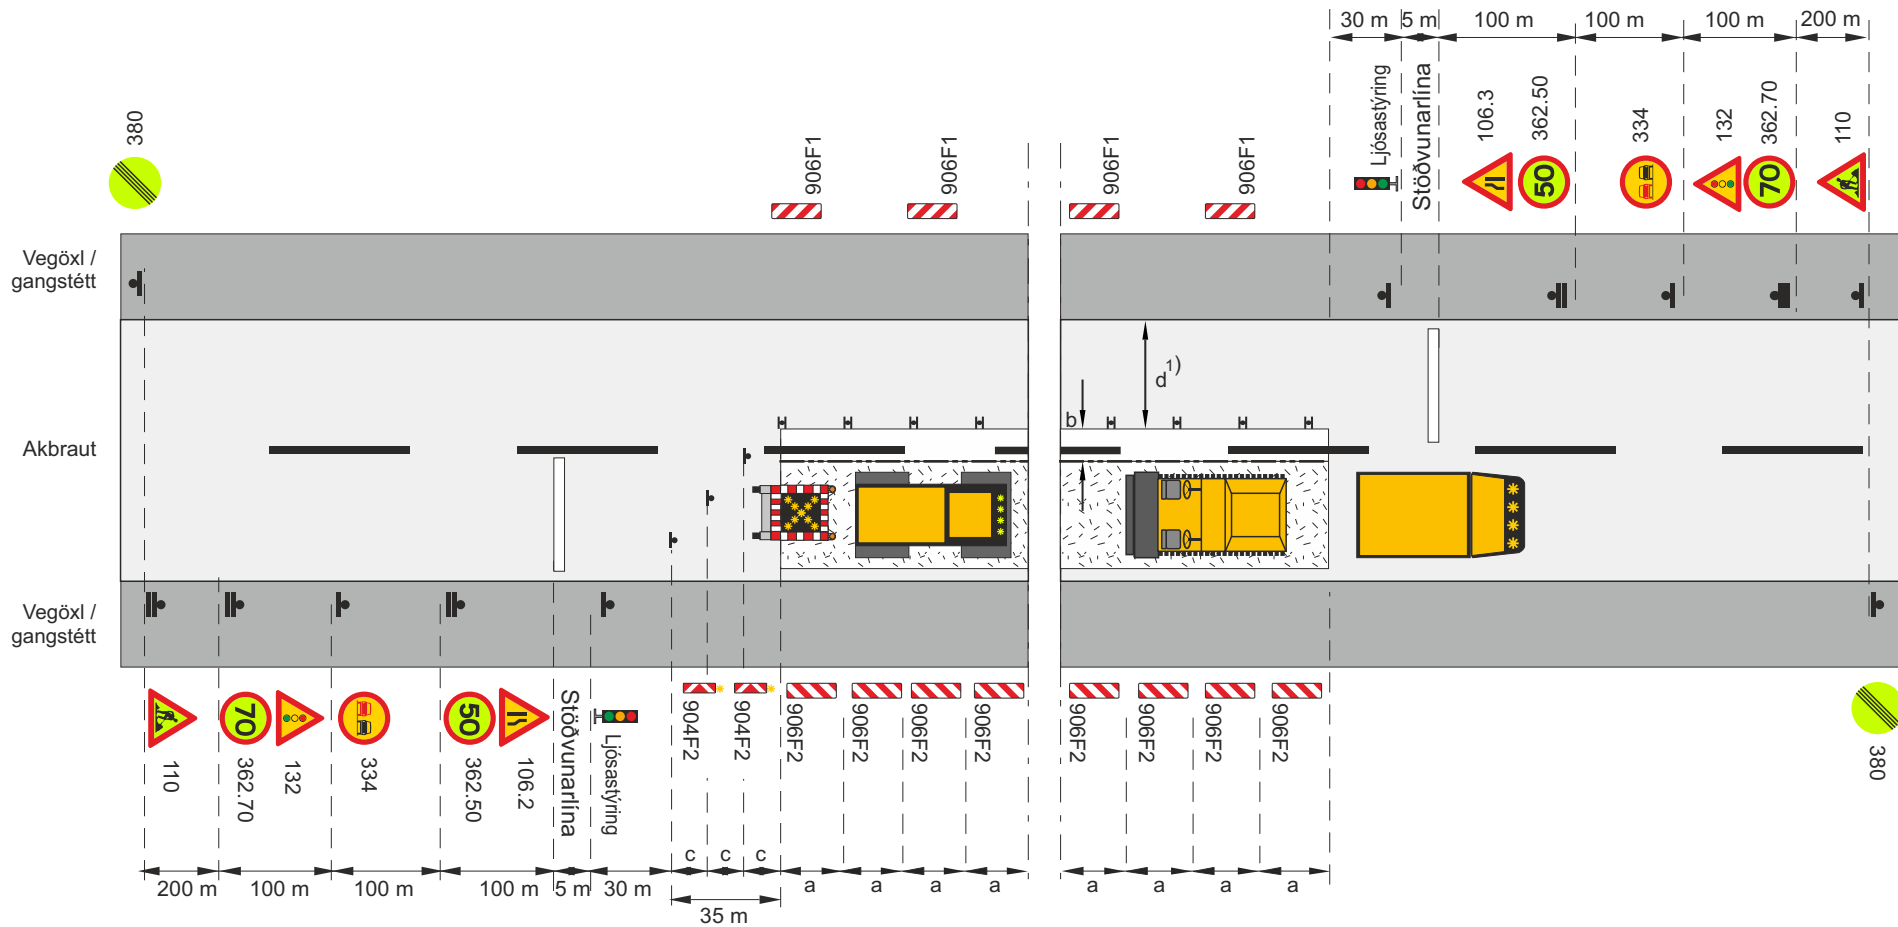 30 m
5 m
100 m
100 m
100 m
200 m
380
906F1
906F1
906F1
906F1
Ljósastýring
Stöðvunarlína
106.3
362.50
334
132
362.70
110
50
70
Vegöxl /
gangstétt
Akbraut
b
d¹⁾
Vegöxl /
gangstétt
70
50
110
362.70
132
334
362.50
106.2
Stöðvunarlína
Ljósastýring
904F2
904F2
906F2
906F2
906F2
906F2
906F2
906F2
906F2
906F2
380
200 m
100 m
100 m
100 m
5 m
30 m
c
c
c
a
a
a
a
a
a
a
a
35 m